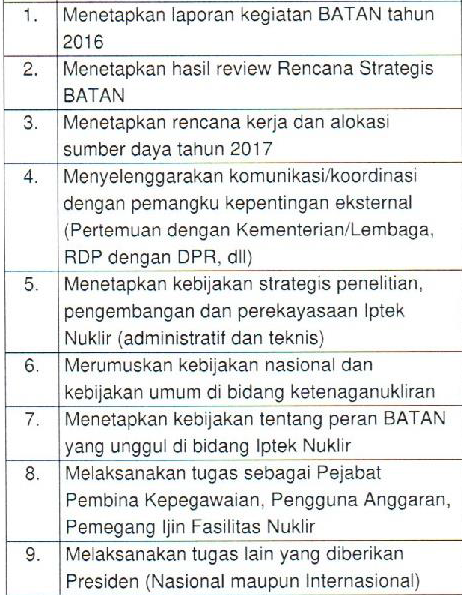 1. Menetapkan laporan kegiatan BATAN tahun
2016
2. Menetapkan hasil review Rencana Strategis
BATAN
3. Menetapkan rencana kerja dan alokasi
sumber daya tahun 2017
4. Menyelenggarakan komunikasi/koordinasi
dengan pemangku kepentingan eksternal
(Pertemuan dengan Kementerian/Lembaga,
RDP dengan DPR, dll)
5. Menetapkan kebijakan strategis penelitian,
pengembangan dan perekayasaan Iptek
Nuklir (administratif dan teknis)
6. Merumuskan kebijakan nasional dan
kebijakan umum di bidang ketenaganukliran
7. Menetapkan kebijakan tentang peran BATAN
yang unggul di bidang Iptek Nuklir
8. Melaksanakan tugas sebagai Pejabat
Pembina Kepegawaian, Pengguna Anggaran,
Pemegang Ijin Fasilitas Nuklir
9. Melaksanakan tugas lain yang diberikan
Presiden (Nasional maupun Internasional)